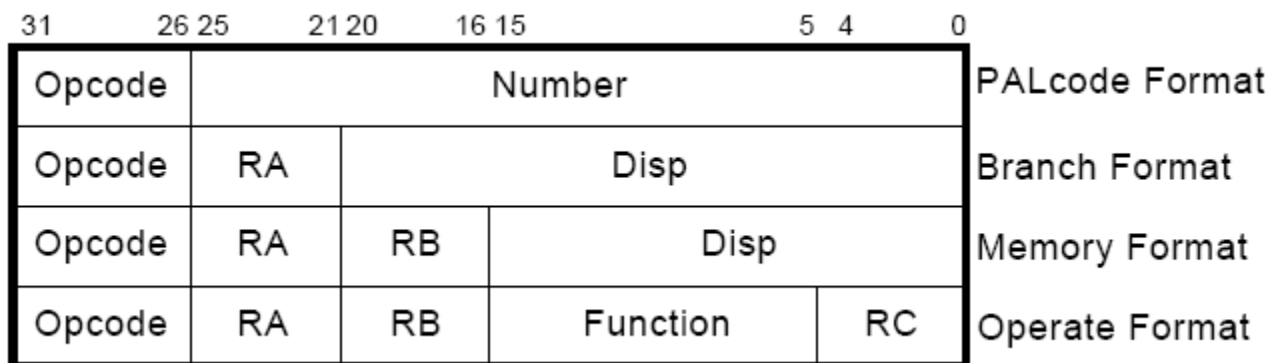 31 26 25 21 20 16 15 5 4 0
Opcode Number PALcode Format
Opcode RA Disp Branch Format
Opcode RA RB Disp Memory Format
Opcode RA RB Function RC Operate Format